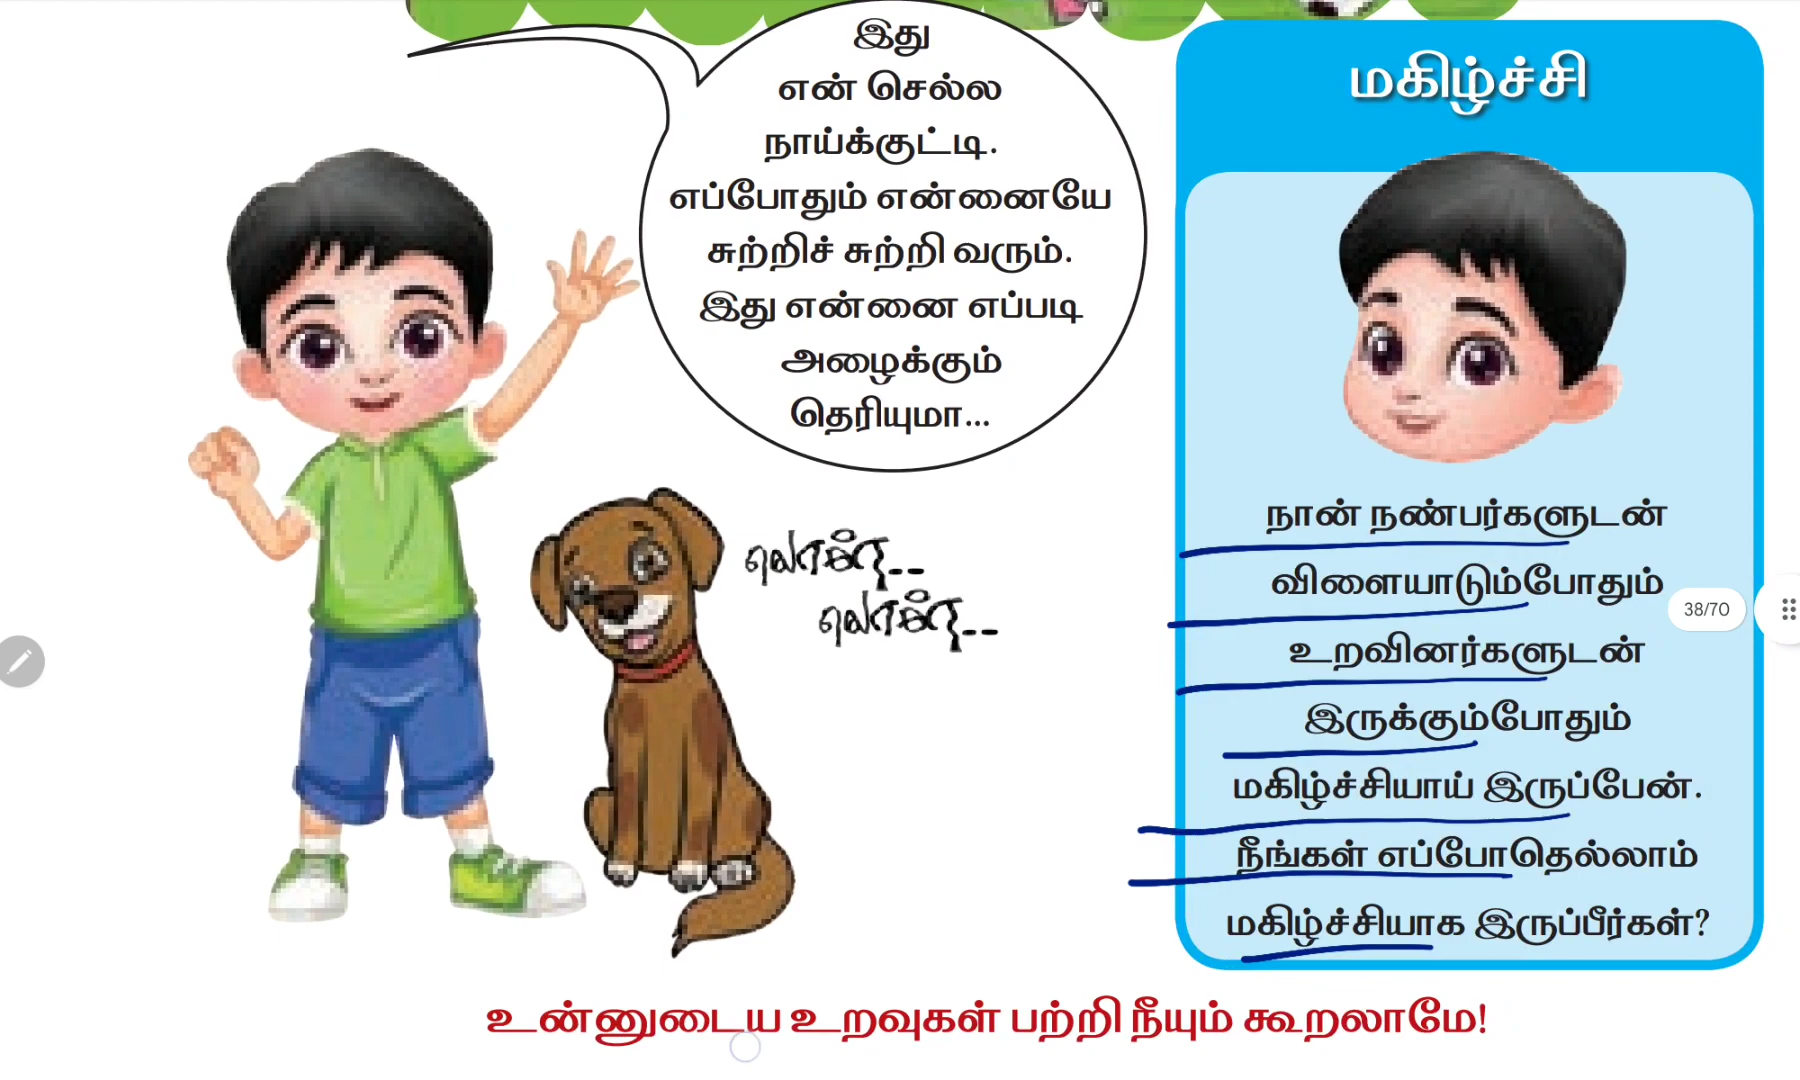 இது
என் செல்ல
நாய்க்குட்டி.
எப்போதும் என்னையே
சுற்றிச் சுற்றி வரும்.
இது என்னை எப்படி
அழைக்கும்
தெரியுமா...
லொள்..
லொள்..
மகிழ்ச்சி
நான் நண்பர்களுடன்
விளையாடும்போதும்
உறவினர்களுடன்
இருக்கும்போதும்
மகிழ்ச்சியாய் இருப்பேன்.
நீங்கள் எப்போதெல்லாம்
மகிழ்ச்சியாக இருப்பீர்கள்?
38/70
உன்னுடைய உறவுகள் பற்றி நீயும் கூறலாமே!